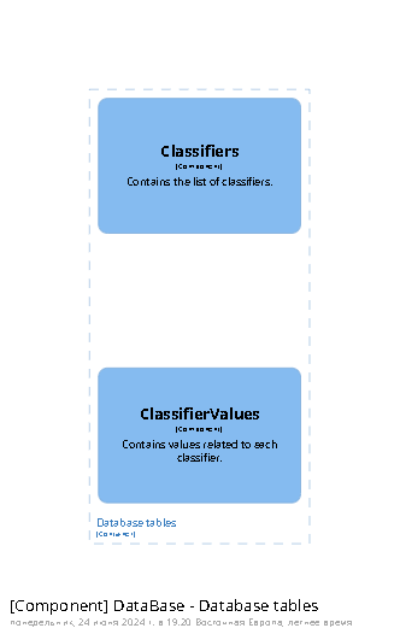 Classifiers
[Component]
Contains the list of classifiers.
ClassifierValues
[Component]
Contains values related to each
classifier.
Database tables
[Container]
[Component] DataBase - Database tables
понедельник, 24 июня 2024 г. в 19:20 Восточная Европа, летнее время